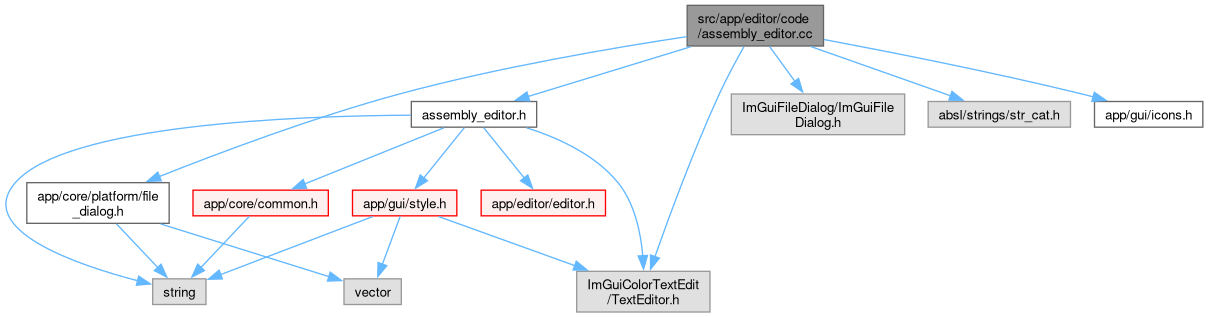 src/app/editor/code
/assembly_editor.cc
assembly_editor.h
ImGuiFileDialog/ImGuiFile
Dialog.h
absl/strings/str_cat.h
app/gui/icons.h
app/core/platform/file
_dialog.h
app/core/common.h
app/gui/style.h
app/editor/editor.h
string
vector
ImGuiColorTextEdit
/TextEditor.h